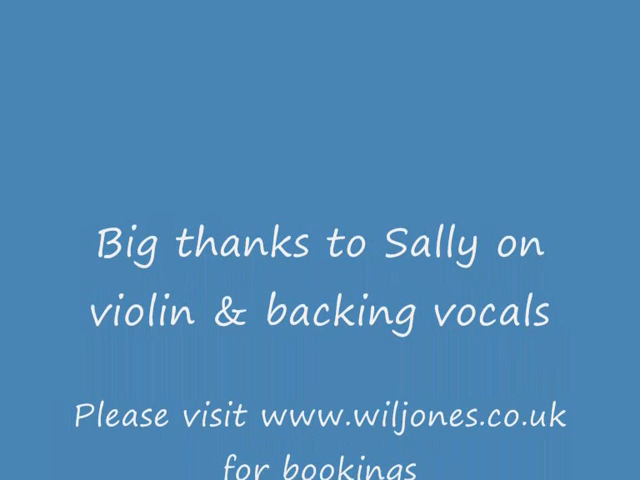 Big thanks to Sally on
violin & backing vocals
Please visit www.wiljones.co.uk
for bookings